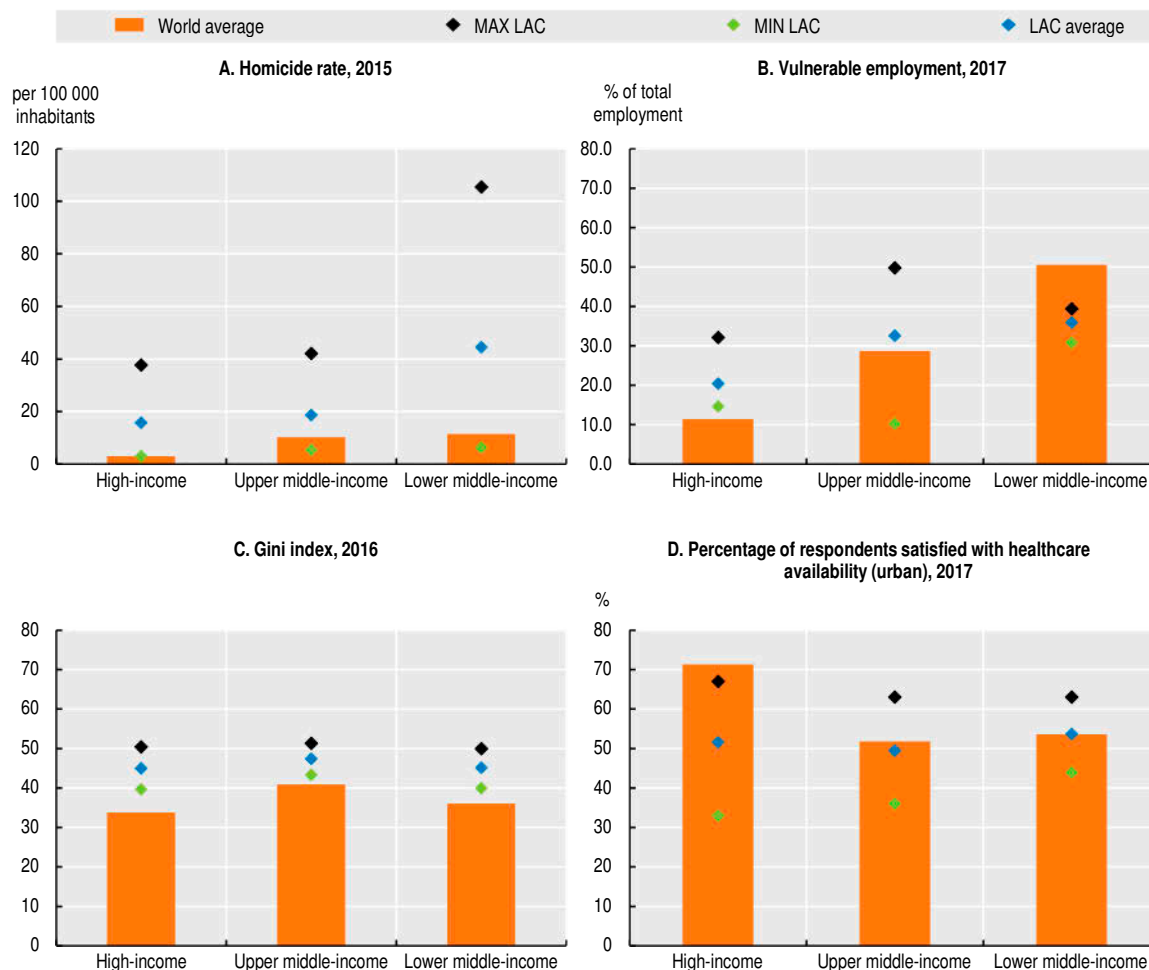 World average MAX LAC MIN LAC LAC average
A. Homicide rate, 2015
per 100 000
inhabitants
120
100
80
60
40
20
0
High-income Upper middle-income Lower middle-income
B. Vulnerable employment, 2017
% of total
employment
80.0
70.0
60.0
50.0
40.0
30.0
20.0
10.0
0.0
High-income Upper middle-income Lower middle-income
C. Gini index, 2016
80
70
60
50
40
30
20
10
0
High-income Upper middle-income Lower middle-income
D. Percentage of respondents satisfied with healthcare
availability (urban), 2017
%
80
70
60
50
40
30
20
10
0
High-income Upper middle-income Lower middle-income